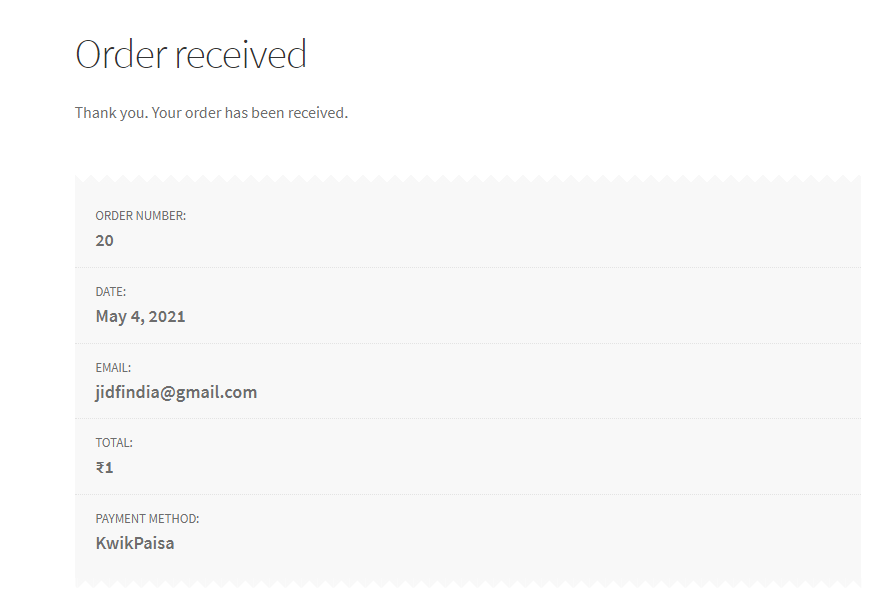 Order received
Thank you. Your order has been received.
ORDER NUMBER:
20
DATE:
May 4, 2021
EMAIL:
jidfindia@gmail.com
TOTAL:
₹1
PAYMENT METHOD:
KwikPaisa